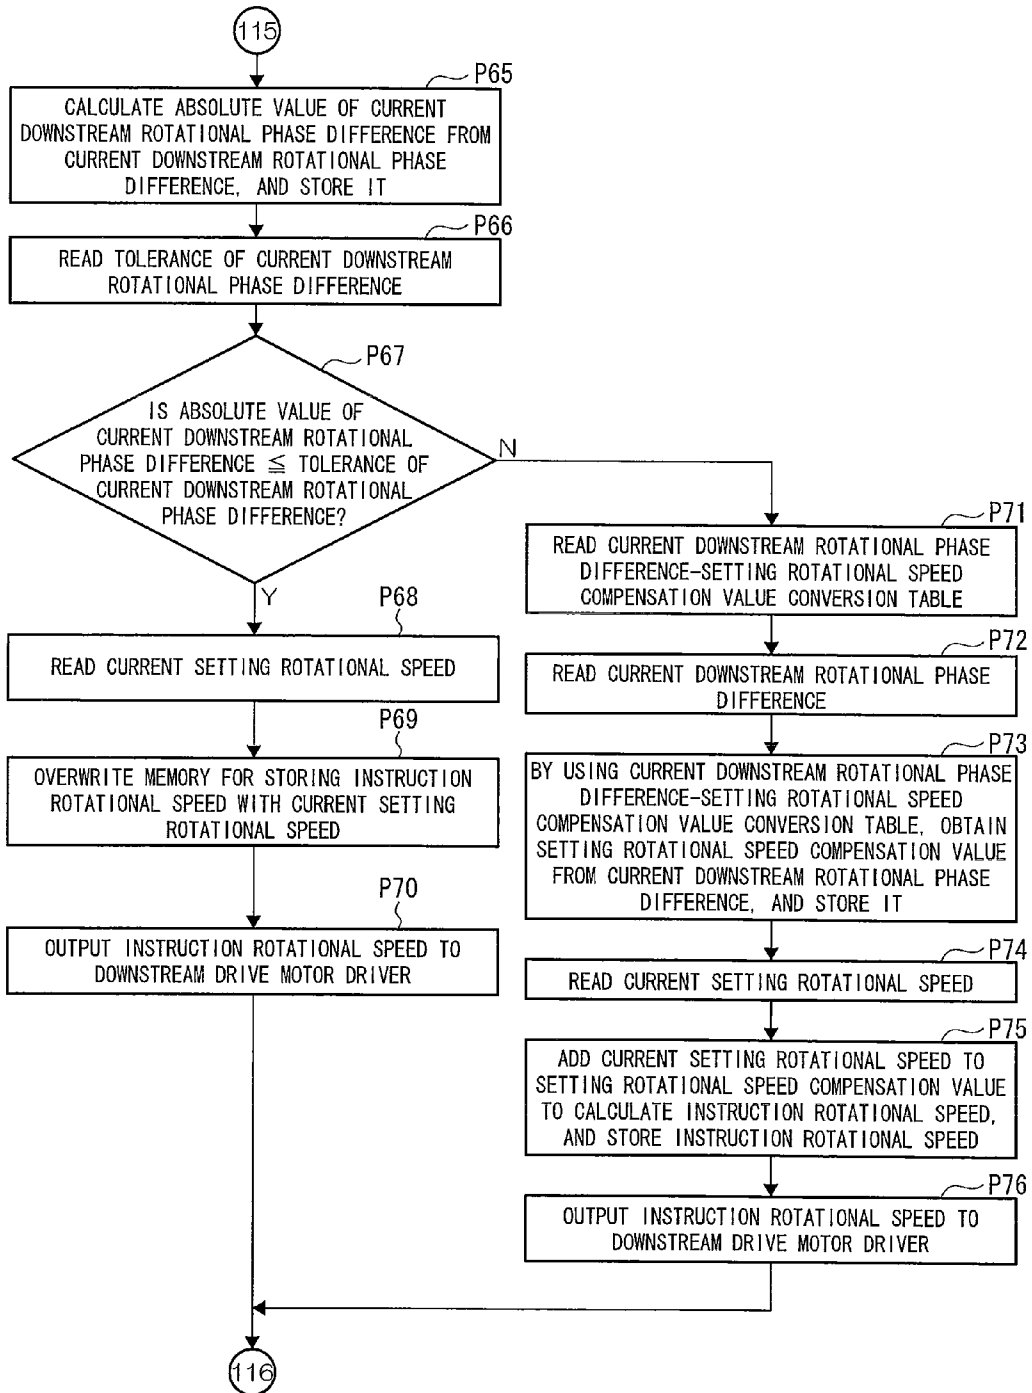 115
P65
CALCULATE ABSOLUTE VALUE OF CURRENT
DOWNSTREAM ROTATIONAL PHASE DIFFERENCE FROM
CURRENT DOWNSTREAM ROTATIONAL PHASE
DIFFERENCE, AND STORE IT
P66
READ TOLERANCE OF CURRENT DOWNSTREAM
ROTATIONAL PHASE DIFFERENCE
P67
IS ABSOLUTE VALUE OF
CURRENT DOWNSTREAM ROTATIONAL
PHASE DIFFERENCE ≦ TOLERANCE OF
CURRENT DOWNSTREAM ROTATIONAL
PHASE DIFFERENCE?
N
Y
P68
READ CURRENT SETTING ROTATIONAL SPEED
P69
OVERWRITE MEMORY FOR STORING INSTRUCTION
ROTATIONAL SPEED WITH CURRENT SETTING
ROTATIONAL SPEED
P70
OUTPUT INSTRUCTION ROTATIONAL SPEED TO
DOWNSTREAM DRIVE MOTOR DRIVER
P71
READ CURRENT DOWNSTREAM ROTATIONAL PHASE
DIFFERENCE-SETTING ROTATIONAL SPEED
COMPENSATION VALUE CONVERSION TABLE
P72
READ CURRENT DOWNSTREAM ROTATIONAL PHASE
DIFFERENCE
P73
BY USING CURRENT DOWNSTREAM ROTATIONAL PHASE
DIFFERENCE-SETTING ROTATIONAL SPEED
COMPENSATION VALUE CONVERSION TABLE, OBTAIN
SETTING ROTATIONAL SPEED COMPENSATION VALUE
FROM CURRENT DOWNSTREAM ROTATIONAL PHASE
DIFFERENCE, AND STORE IT
P74
READ CURRENT SETTING ROTATIONAL SPEED
P75
ADD CURRENT SETTING ROTATIONAL SPEED TO
SETTING ROTATIONAL SPEED COMPENSATION VALUE
TO CALCULATE INSTRUCTION ROTATIONAL SPEED,
AND STORE INSTRUCTION ROTATIONAL SPEED
P76
OUTPUT INSTRUCTION ROTATIONAL SPEED TO
DOWNSTREAM DRIVE MOTOR DRIVER
116